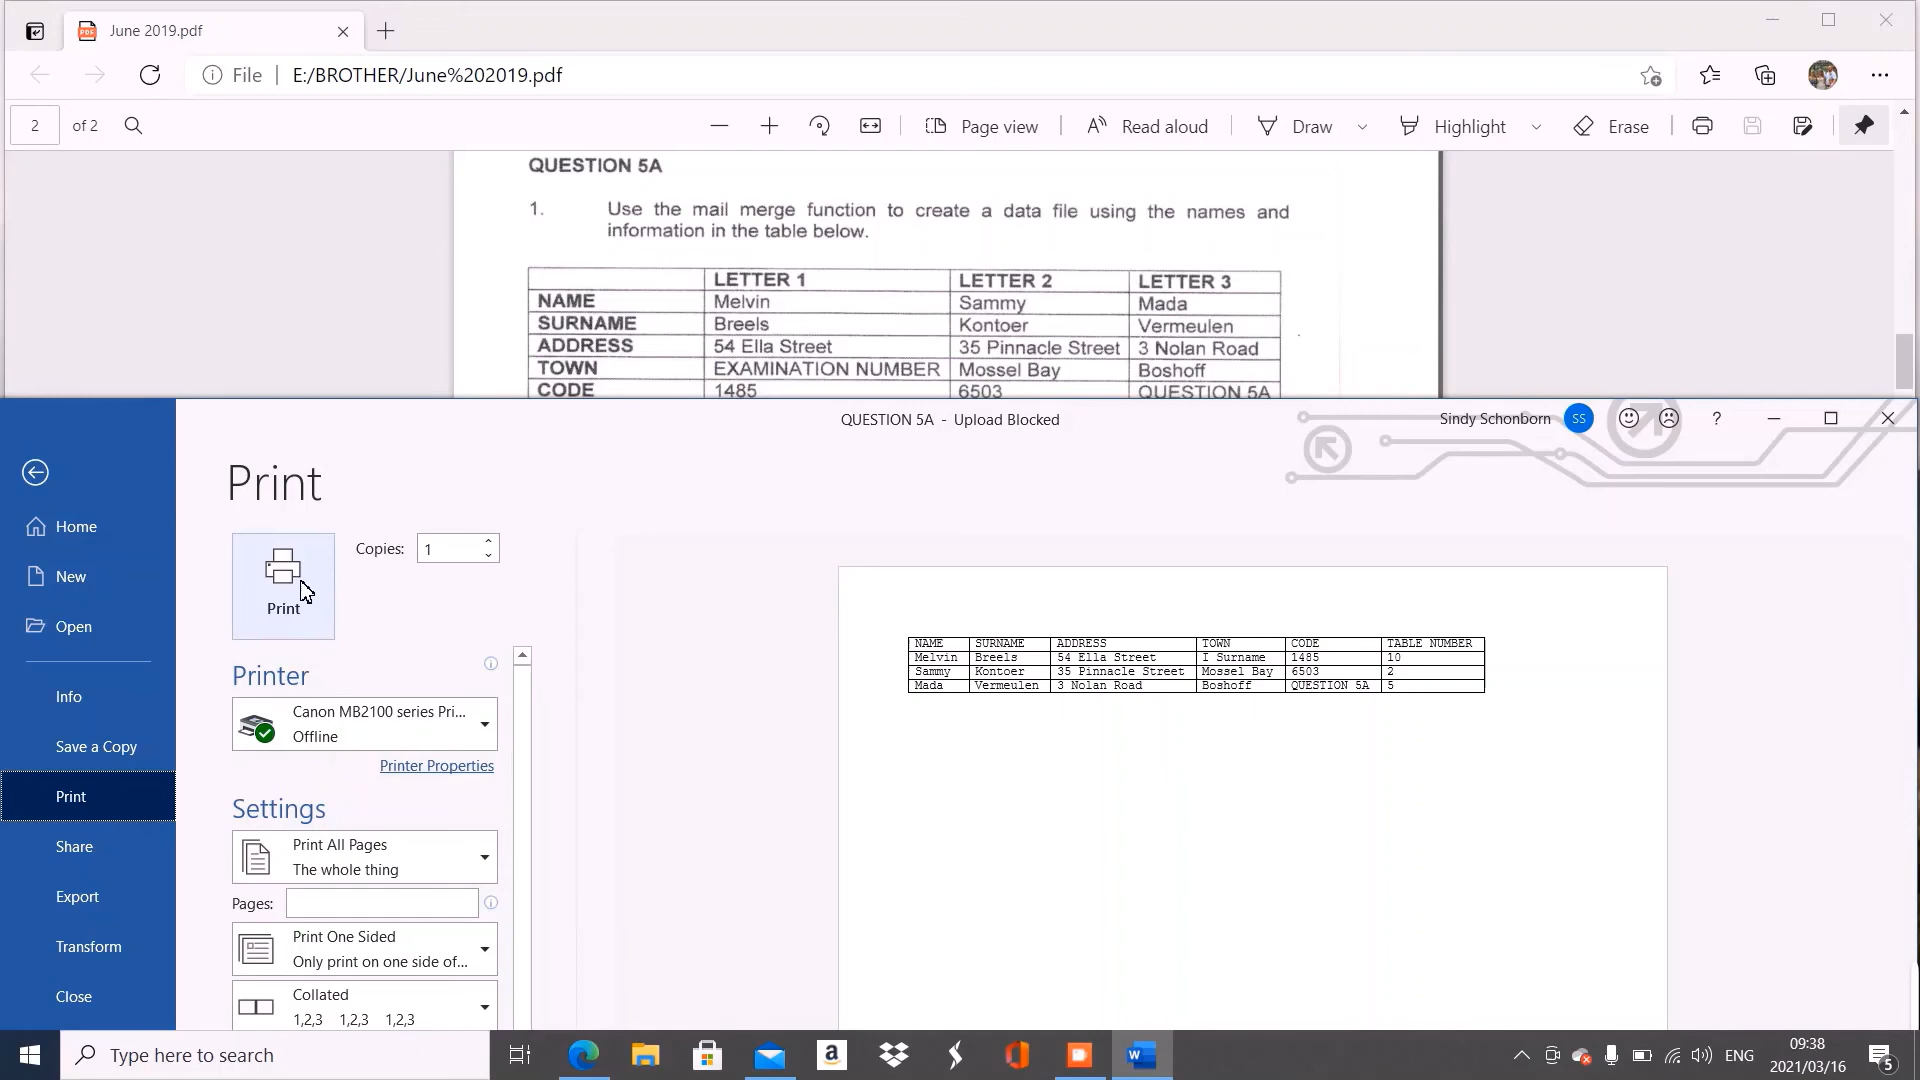 June 2019.pdf
File E:/BROTHER/June%202019.pdf
2 of 2 Page view Read aloud Draw Highlight Erase
QUESTION 5A
1. Use the mail merge function to create a data file using the names and
information in the table below.
LETTER 1 LETTER 2 LETTER 3
NAME Melvin Sammy Mada
SURNAME Breels Kontoer Vermeulen
ADDRESS 54 Ella Street 35 Pinnacle Street 3 Nolan Road
TOWN EXAMINATION NUMBER Mossel Bay Boshoff
CODE 1485 6503 QUESTION 5A
QUESTION 5A - Upload Blocked Sindy Schonborn SS ?
Print
Home
New
Open
Info
Save a Copy
Print
Share
Export
Transform
Close
Print
Copies: 1
Printer
Canon MB2100 series Pri...
Offline
Printer Properties
Settings
Print All Pages
The whole thing
Pages:
Print One Sided
Only print on one side of...
Collated
1,2,3 1,2,3 1,2,3
NAME SURNAME ADDRESS TOWN CODE TABLE NUMBER
Melvin Breels 54 Ella Street I Surname 1485 10
Sammy Kontoer 35 Pinnacle Street Mossel Bay 6503 2
Mada Vermeulen 3 Nolan Road Boshoff QUESTION 5A 5
Type here to search
ENG
09:38
2021/03/16
5